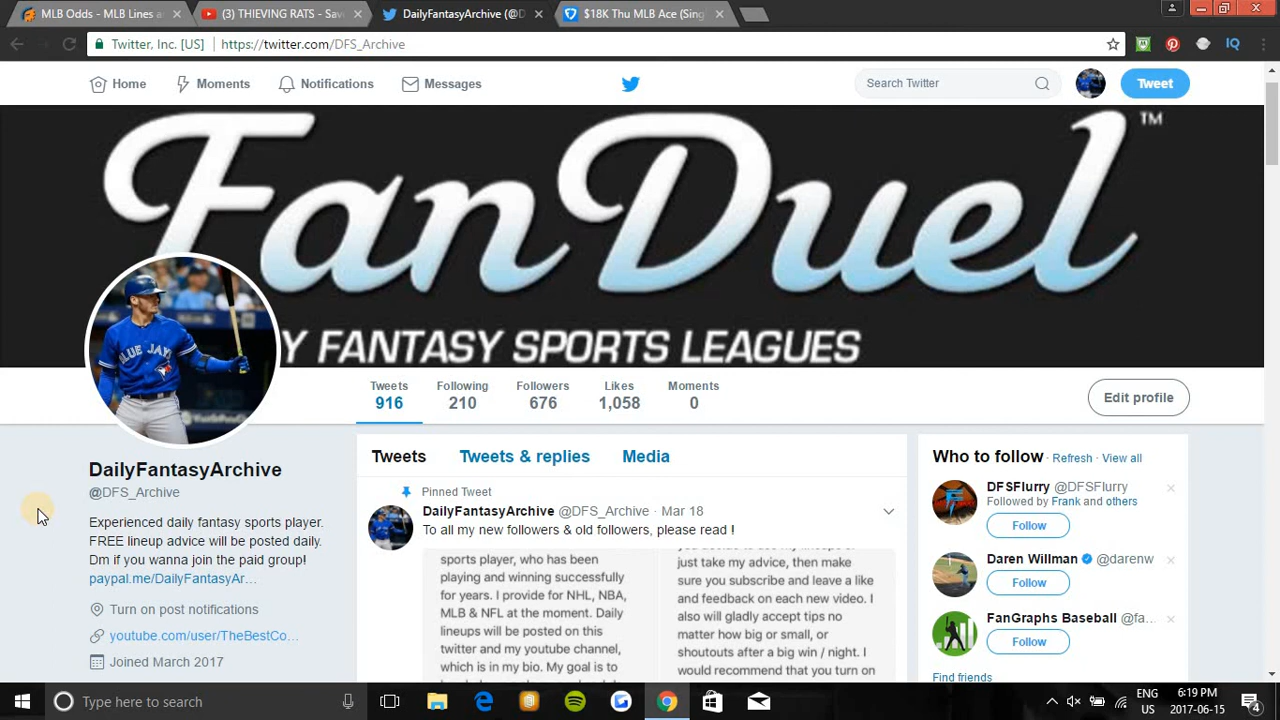 MLB Odds - MLB Lines a
(3) THIEVING RATS - Sav
DailyFantasyArchive (@D
$18K Thu MLB Ace (Sing
Twitter, Inc. [US]
https://twitter.com/DFS_Archive
IQ
Home
Moments
Notifications
Messages
Search Twitter
Tweet
FanDuel
TM
Y FANTASY SPORTS LEAGUES
BLUE JAY
Tweets Following Followers Likes Moments
916 210 676 1,058 0
Edit profile
DailyFantasyArchive
@DFS_Archive
Experienced daily fantasy sports player.
FREE lineup advice will be posted daily.
Dm if you wanna join the paid group!
paypal.me/DailyFantasyAr...
Turn on post notifications
youtube.com/user/TheBestCo...
Joined March 2017
Tweets Tweets & replies Media
Pinned Tweet
DailyFantasyArchive @DFS_Archive · Mar 18
To all my new followers & old followers, please read !
sports player, who has been
playing and winning successfully
for years. I provide for NHL, NBA,
MLB & NFL at the moment. Daily
lineups will be posted on this
twitter and my youtube channel,
which is in my bio. My goal is to
just take my advice, then make
sure you subscribe and leave a like
and feedback on each new video. I
also will gladly accept tips no
matter how big or small, or
shoutouts after a big win / night. I
would recommend that you turn on
Who to follow · Refresh · View all
DFSFlurry @DFSFlurry
Followed by Frank and others
Follow
Daren Willman @darenw
Follow
FanGraphs Baseball @fa...
Follow
Find friends
Type here to search
ENG
US
6:19 PM
2017-06-15
4